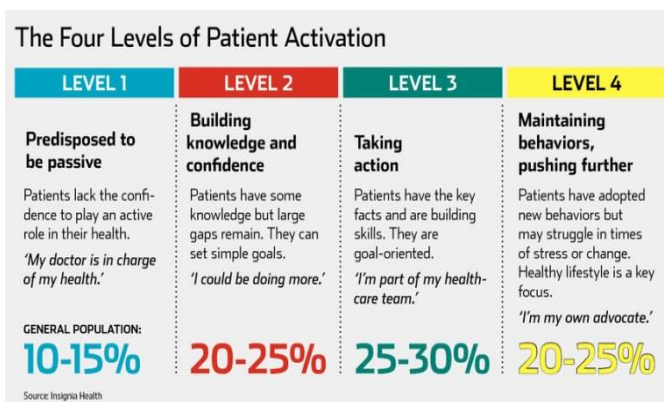 The Four Levels of Patient Activation
LEVEL 1
Predisposed to
be passive
Patients lack the confi-
dence to play an active
role in their health.
'My doctor is in charge
of my health.'
GENERAL POPULATION:
10-15%
LEVEL 2
Building
knowledge and
confidence
Patients have some
knowledge but large
gaps remain. They can
set simple goals.
'I could be doing more.'
20-25%
LEVEL 3
Taking
action
Patients have the key
facts and are building
skills. They are
goal-oriented.
'I'm part of my health-
care team.'
25-30%
LEVEL 4
Maintaining
behaviors,
pushing further
Patients have adopted
new behaviors but
may struggle in times
of stress or change.
Healthy lifestyle is a key
focus.
'I'm my own advocate.'
20-25%
Source: Insignia Health